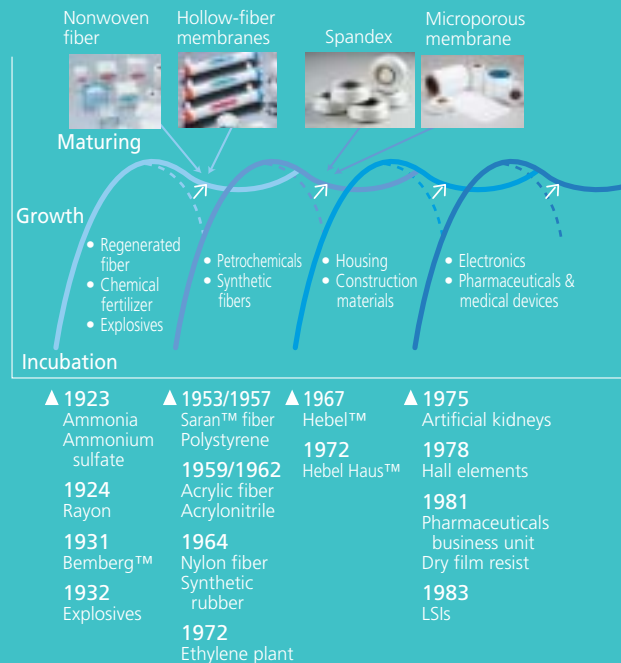 Nonwoven
fiber
Hollow-fiber
membranes
Spandex
Microporous
membrane
Maturing
Growth
• Regenerated
fiber
• Chemical
fertilizer
• Explosives
• Petrochemicals
• Synthetic
fibers
• Housing
• Construction
materials
• Electronics
• Pharmaceuticals &
medical devices
Incubation
▲ 1923
Ammonia
Ammonium
sulfate
1924
Rayon
1931
Bemberg™
1932
Explosives
▲ 1953/1957
Saran™ fiber
Polystyrene
1959/1962
Acrylic fiber
Acrylonitrile
1964
Nylon fiber
Synthetic
rubber
1972
Ethylene plant
▲ 1967
Hebel™
1972
Hebel Haus™
▲ 1975
Artificial kidneys
1978
Hall elements
1981
Pharmaceuticals
business unit
Dry film resist
1983
LSIs